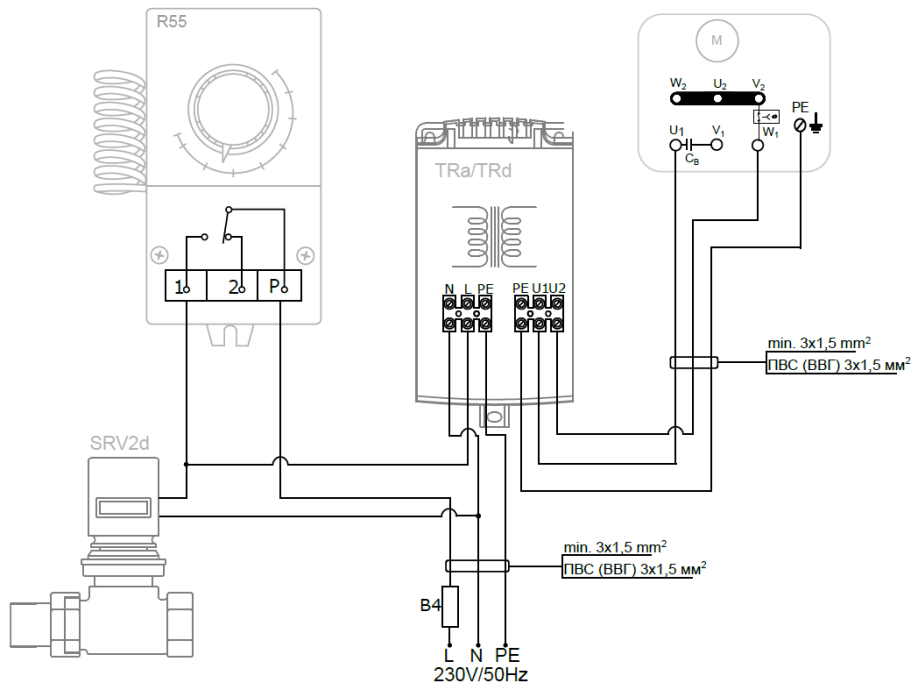 R55
M
W2 U2 V2
PE
U1 V1 W1
CB
TRa/TRd
1 2 P
N L PE PE U1 U2
min. 3x1,5 mm²
ПВС (ВВГ) 3x1,5 мм²
SRV2d
min. 3x1,5 mm²
ПВС (ВВГ) 3x1,5 мм²
B4
L N PE
230V/50Hz